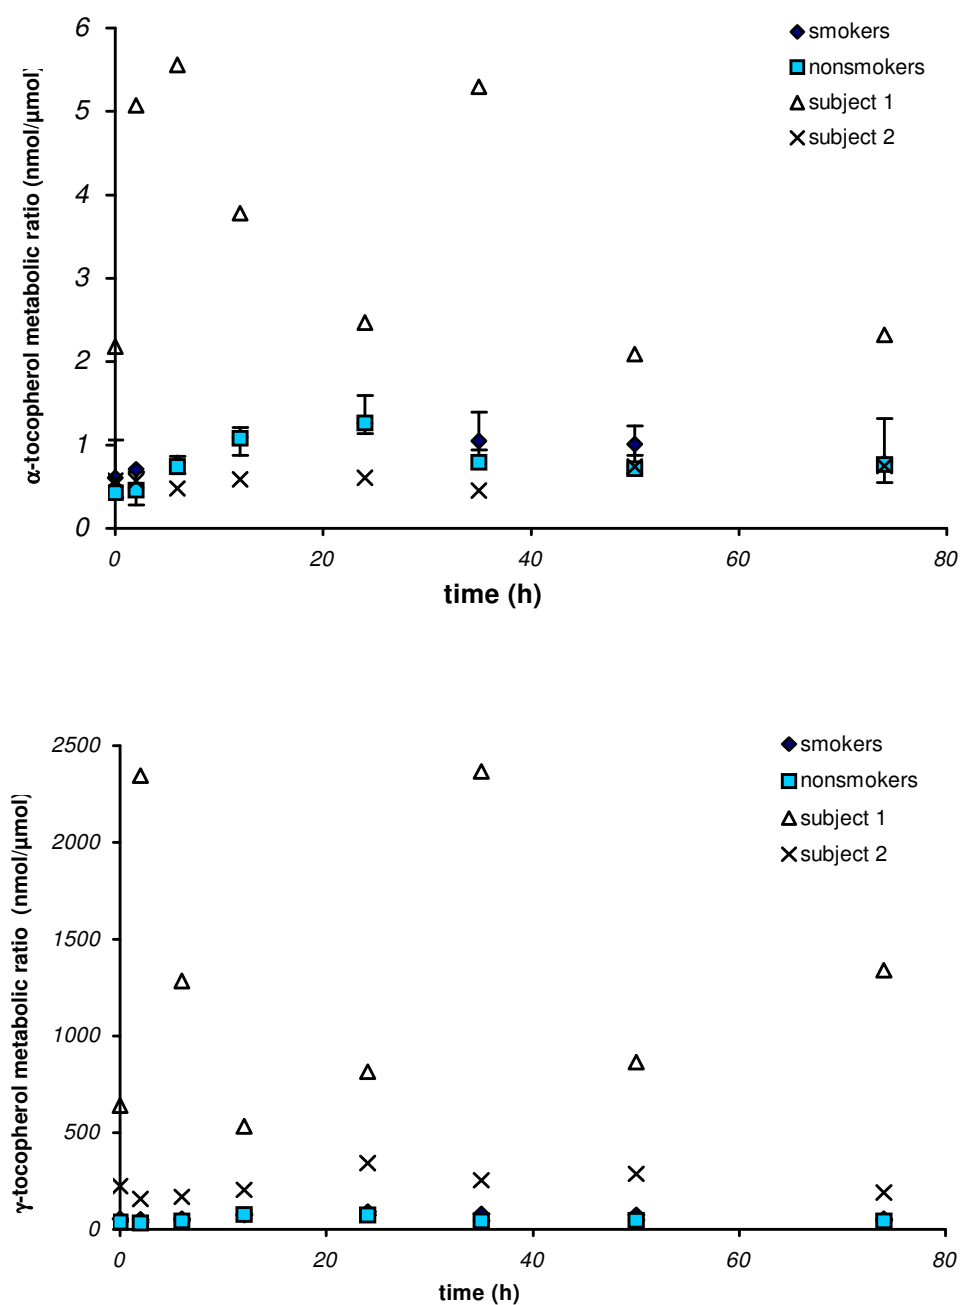 6
5
4
3
2
1
0
α-tocopherol metabolic ratio (nmol/µmol)
smokers
nonsmokers
subject 1
subject 2
0 20 40 60 80
time (h)
2500
2000
1500
1000
500
0
γ-tocopherol metabolic ratio (nmol/µmol)
smokers
nonsmokers
subject 1
subject 2
0 20 40 60 80
time (h)